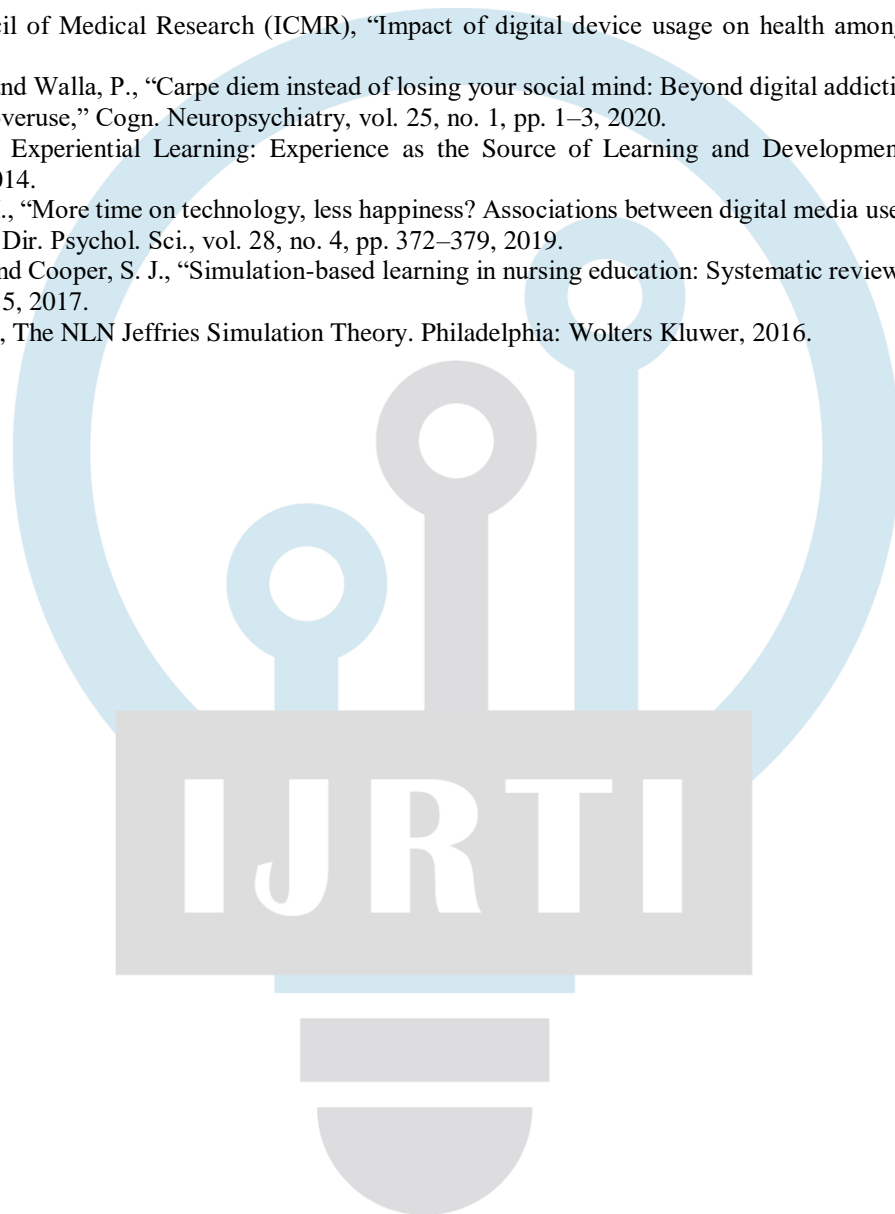 cil of Medical Research (ICMR), “Impact of digital device usage on health among
and Walla, P., “Carpe diem instead of losing your social mind: Beyond digital addicti
overuse,” Cogn. Neuropsychiatry, vol. 25, no. 1, pp. 1–3, 2020.
Experiential Learning: Experience as the Source of Learning and Developmen
014.
., “More time on technology, less happiness? Associations between digital media use
Dir. Psychol. Sci., vol. 28, no. 4, pp. 372–379, 2019.
nd Cooper, S. J., “Simulation-based learning in nursing education: Systematic review
5, 2017.
, The NLN Jeffries Simulation Theory. Philadelphia: Wolters Kluwer, 2016.
IJRTI